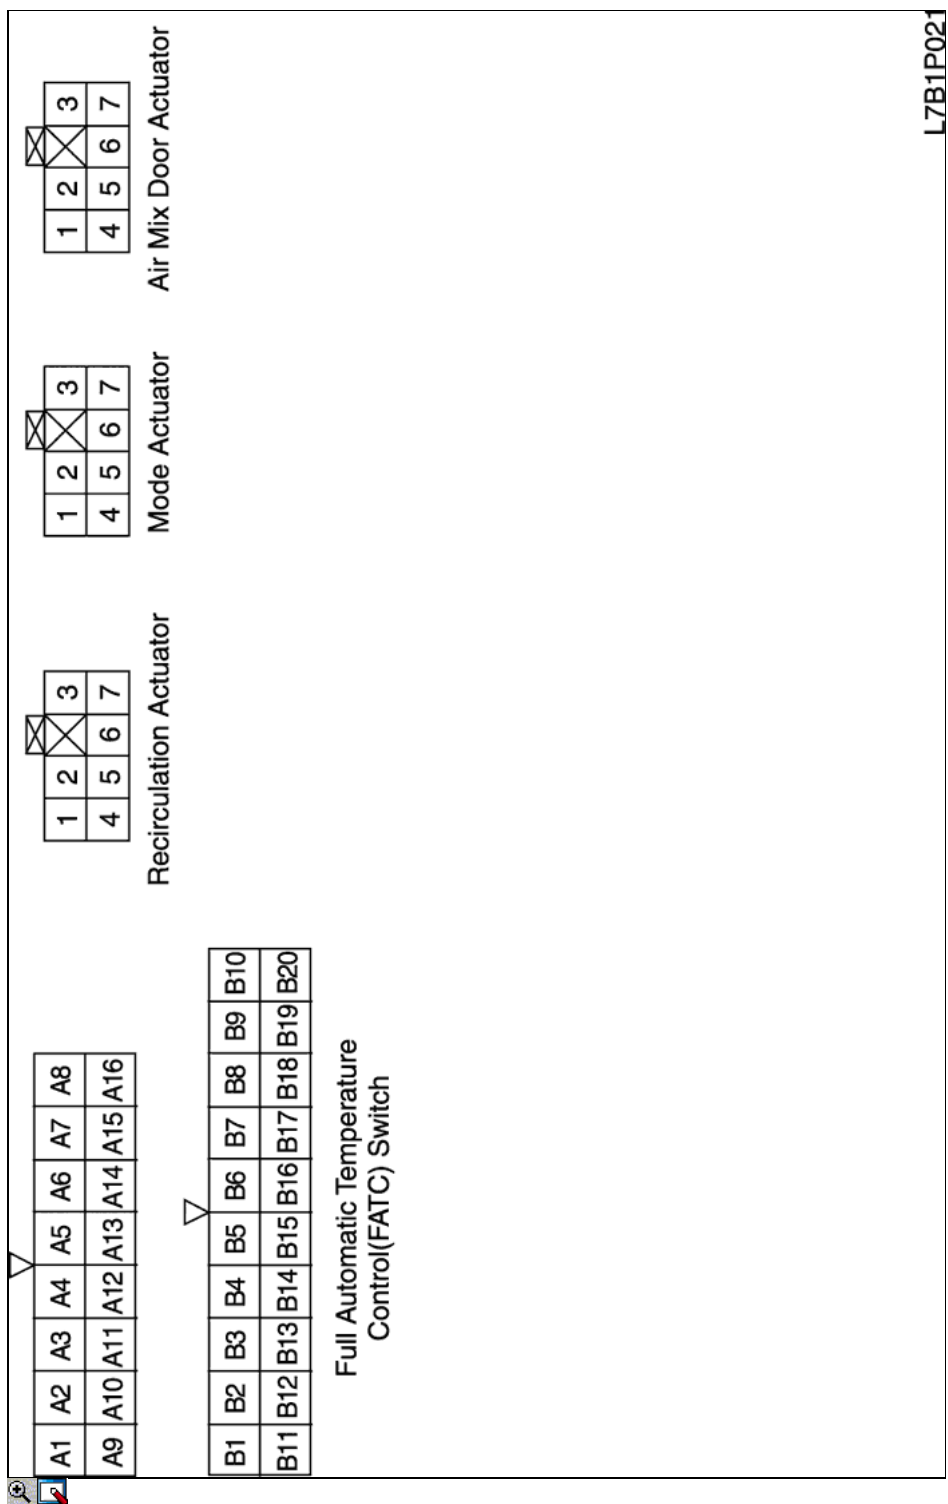 A1 A2 A3 A4 A5 A6 A7 A8
A9 A10 A11 A12 A13 A14 A15 A16
B1 B2 B3 B4 B5 B6 B7 B8 B9 B10
B11 B12 B13 B14 B15 B16 B17 B18 B19 B20
Full Automatic Temperature
Control(FATC) Switch
1 2 3
4 5 6 7
Recirculation Actuator
1 2 3
4 5 6 7
Mode Actuator
1 2 3
4 5 6 7
Air Mix Door Actuator
L7B1P021